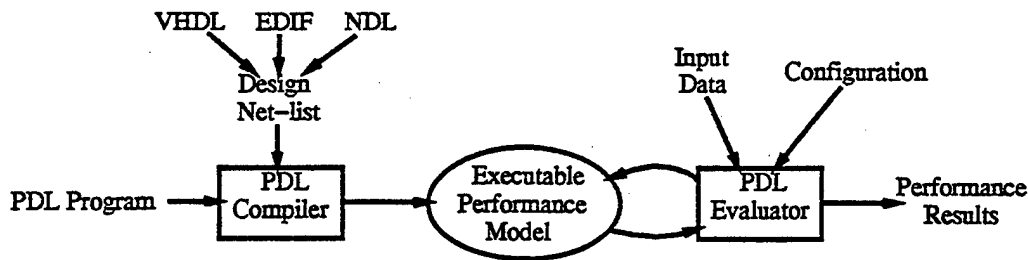 VHDL EDIF NDL
Design
Net-list
Input
Data
Configuration
PDL Program
PDL
Compiler
Executable
Performance
Model
PDL
Evaluator
Performance
Results